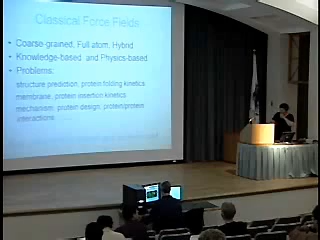 Classical Force Fields
• Coarse-grained, Full atom, Hybrid
• Knowledge-based and Physics-based
• Problems:
structure prediction, protein folding kinetics,
membrane, protein insertion kinetics,
mechanism, protein design, protein/protein
interactions